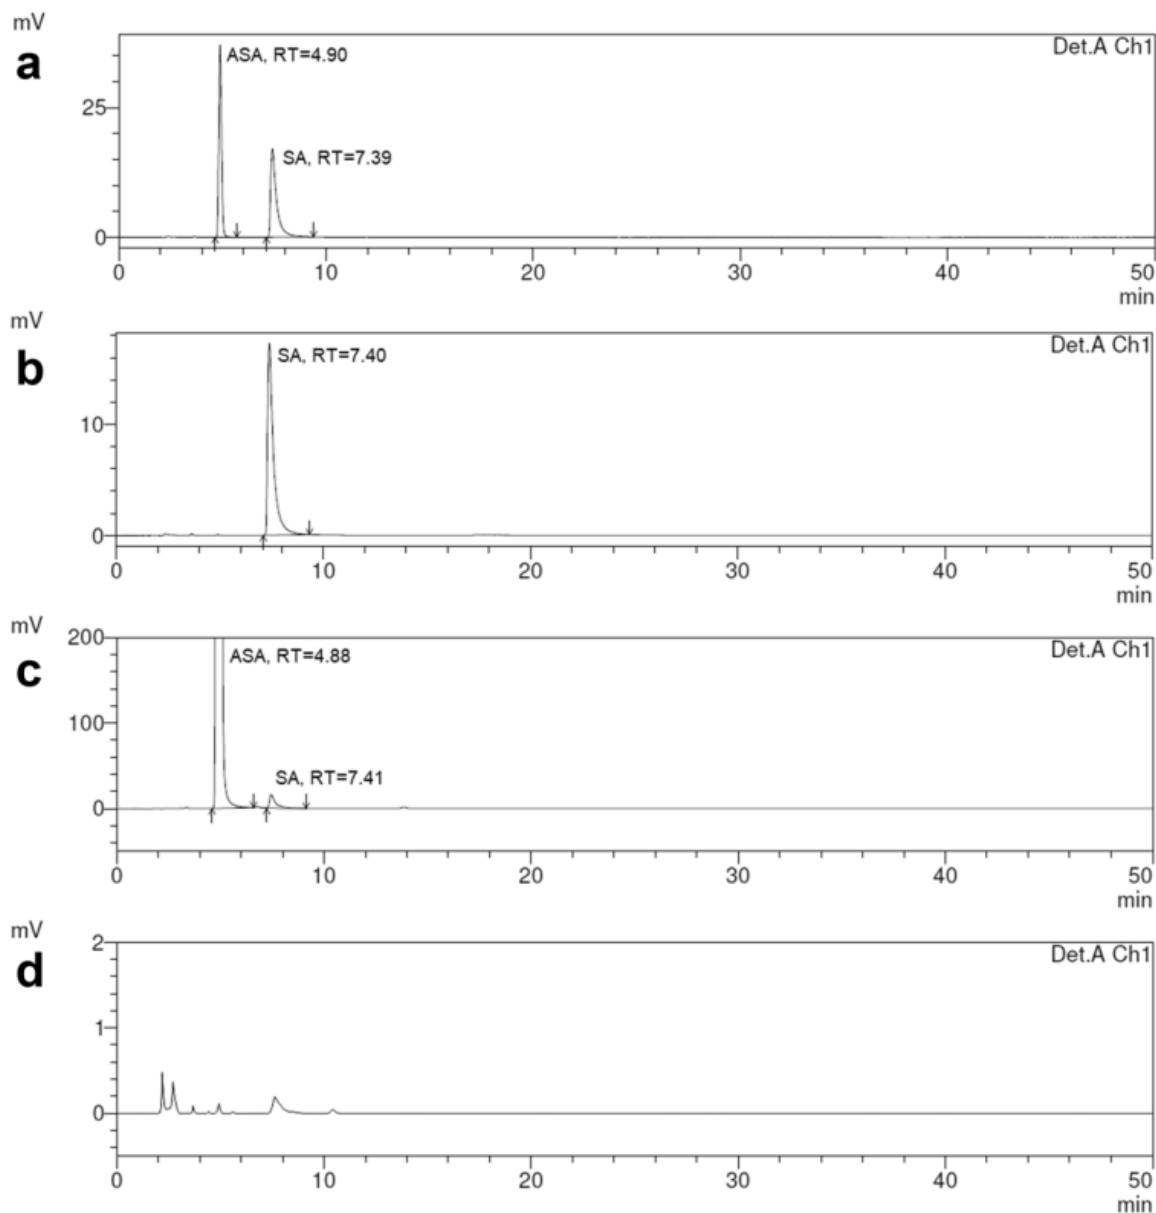 mV
a
ASA, RT=4.90
Det.A Ch1
25
SA, RT=7.39
0
0 10 20 30 40 50
min
mV
b
SA, RT=7.40
Det.A Ch1
10
0
0 10 20 30 40 50
min
mV
c
200
ASA, RT=4.88
Det.A Ch1
100
SA, RT=7.41
0
0 10 20 30 40 50
min
mV
d
2
Det.A Ch1
1
0
0 10 20 30 40 50
min